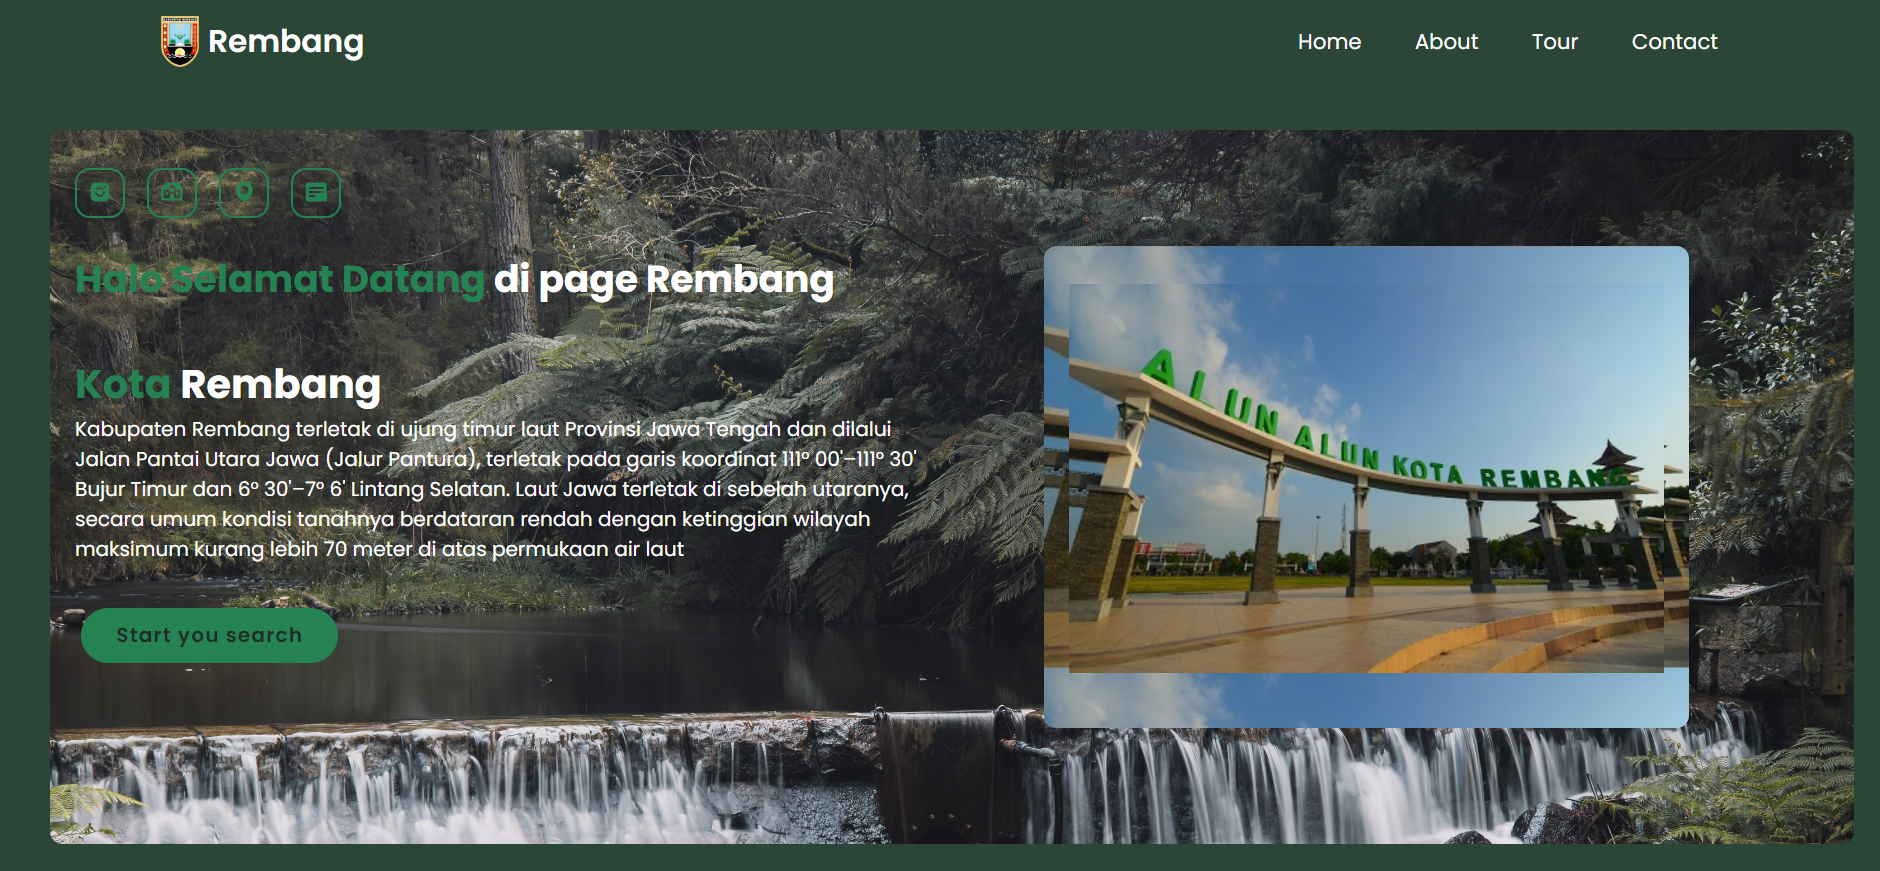 Rembang
Home About Tour Contact
Halo Selamat Datang di page Rembang
Kota Rembang
Kabupaten Rembang terletak di ujung timur laut Provinsi Jawa Tengah dan dilalui
Jalan Pantai Utara Jawa (Jalur Pantura), terletak pada garis koordinat 111° 00'–111° 30'
Bujur Timur dan 6° 30'–7° 6' Lintang Selatan. Laut Jawa terletak di sebelah utaranya,
secara umum kondisi tanahnya berdataran rendah dengan ketinggian wilayah
maksimum kurang lebih 70 meter di atas permukaan air laut
Start you search
ALUN ALUN KOTA REMBANG